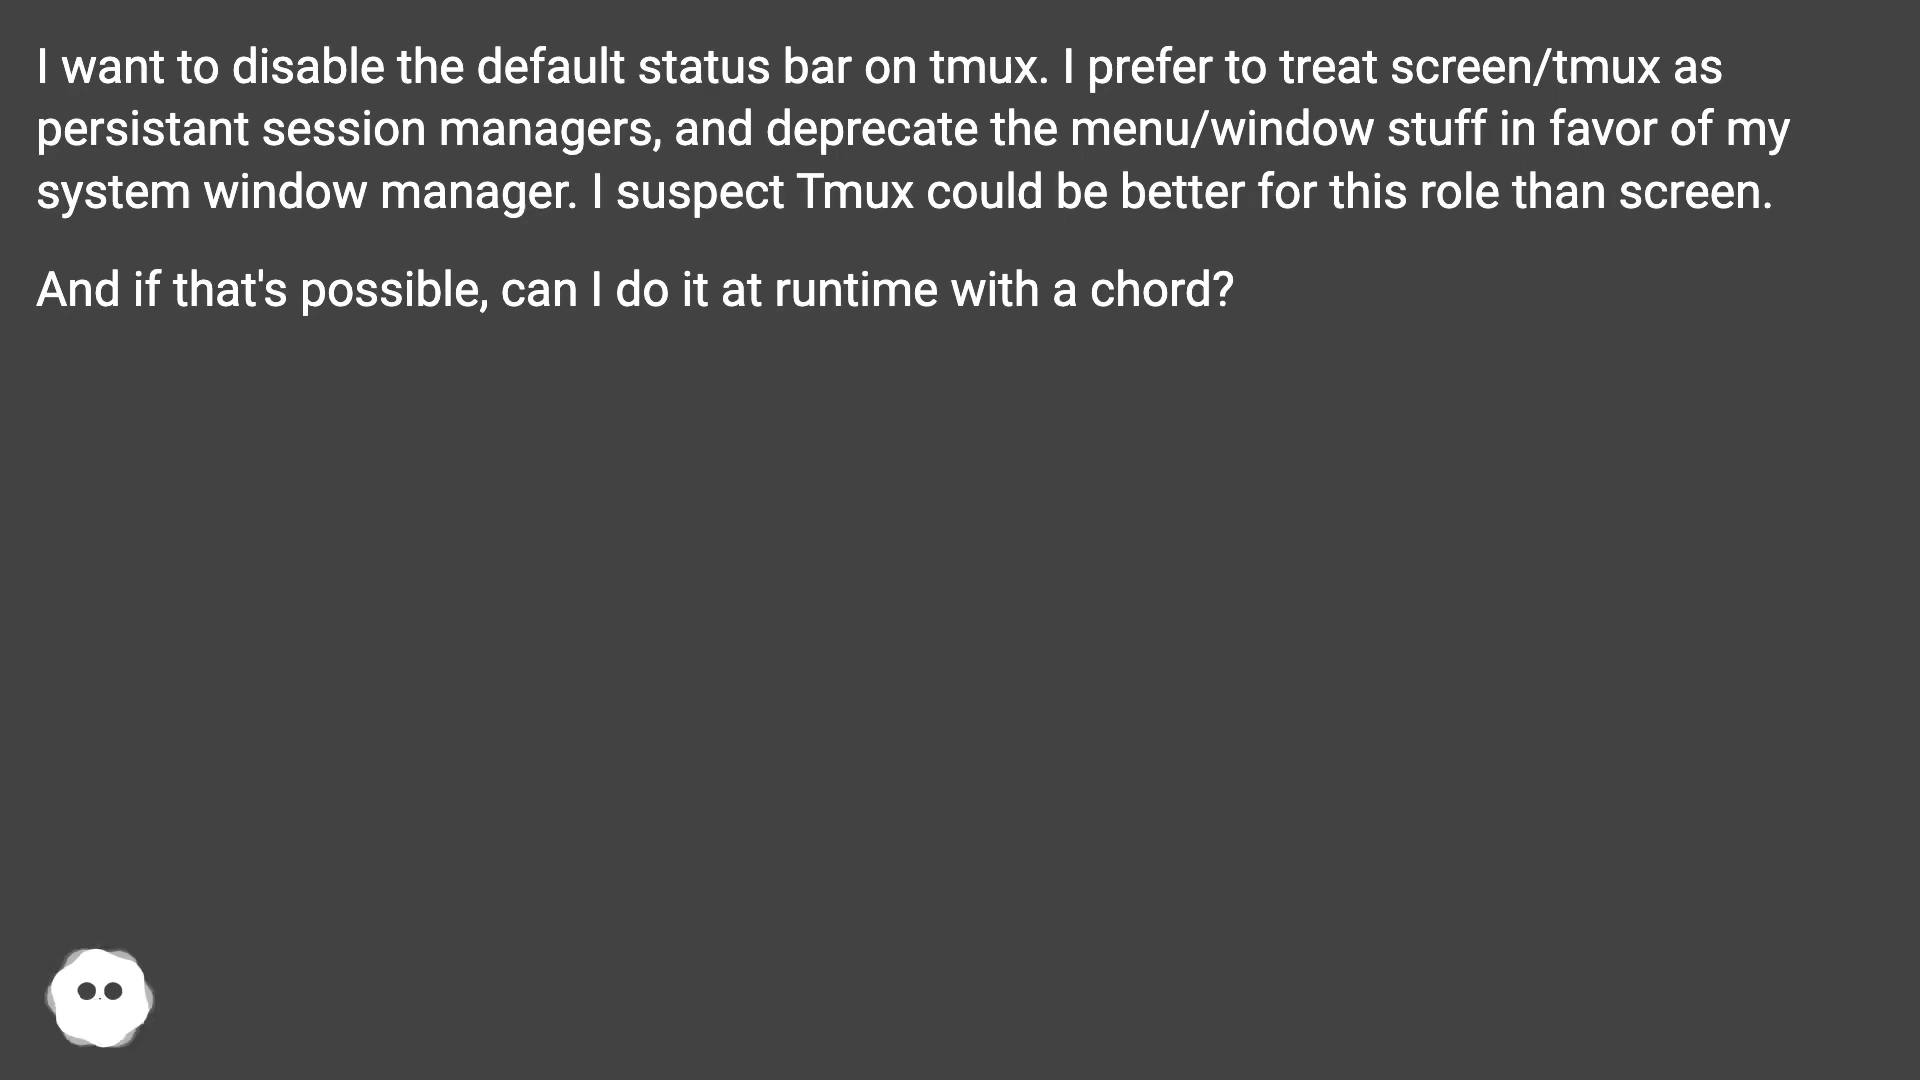 I want to disable the default status bar on tmux. I prefer to treat screen/tmux as
persistant session managers, and deprecate the menu/window stuff in favor of my
system window manager. I suspect Tmux could be better for this role than screen.
And if that's possible, can I do it at runtime with a chord?